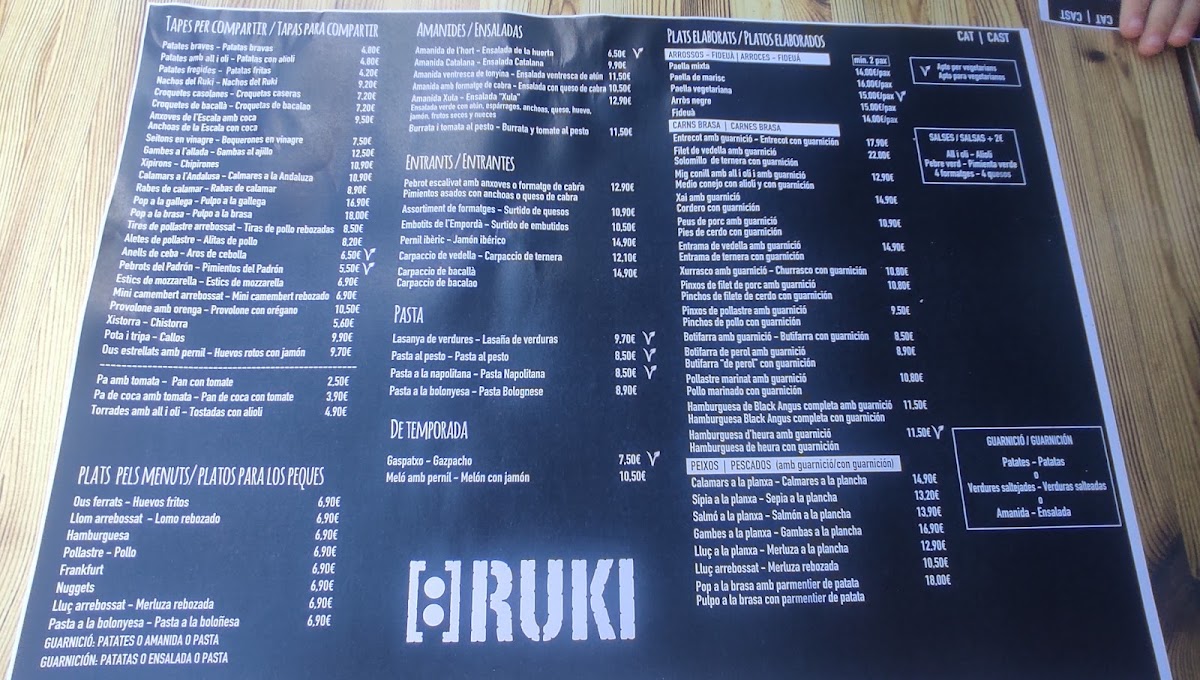 TAPES PER COMPARTIR / TAPAS PARA COMPARTIR
Patates braves - Patatas bravas 4.80€
Patates amb all i oli - Patatas con alioli 4.80€
Patates fregides - Patatas fritas 4,20€
Nachos del Ruki - Nachos del Ruki 9,20€
Croquetes casolanes - Croquetas caseras 7,20€
Croquetes de bacallà - Croquetas de bacalao 7,20€
Anxoves de l'Escala con coca 9,50€
Anchoas de la Escala con coca
Seitons en vinagre - Boquerones en vinagre 7,50€
Gambes a l'allada - Gambas al ajillo 12,50€
Xipirons - Chipirones 10,90€
Calamars a l'Andalusa - Calmares a la Andaluza 10,90€
Rabes de calamar - Rabas de calamar 8,90€
Pop a la gallega - Pulpo a la gallega 16,90€
Pop a la brasa - Pulpo a la brasa 18,00€
Tires de pollastre arrebossat - Tiras de pollo rebozadas 8,50€
Aletes de pollastre - Alitas de pollo 8,20€
Anells de ceba - Aros de cebolla 6,50€
Pebrots del Padrón - Pimientos del Padrón 5,50€
Estics de mozzarella - Estics de mozzarella 6,90€
Mini camembert arrebossat - Mini camembert rebozado 6,90€
Provolone amb orenga - Provolone con orégano 10,50€
Xistorra - Chistorra 5,60€
Pota i tripa - Callos 9,90€
Ous estrellats amb pernil - Huevos rotos con jamón 9,70€
Pa amb tomata - Pan con tomate 2.50€
Pa de coca amb tomata - Pan de coca con tomate 3.90€
Torrades amb all i oli - Tostadas con alioli 4.90€
PLATS PELS MENUTS/ PLATOS PARA LOS PEQUES
Ous ferrats - Huevos fritos 6,90€
Llom arrebossat - Lomo rebozado 6,90€
Hamburguesa 6,90€
Pollastre - Pollo 6,90€
Frankfurt 6,90€
Nuggets 6,90€
Lluç arrebossat - Merluza rebozada 6,90€
Pasta a la bolonyesa - Pasta a la boloñesa 6,90€
GUARNICIÓ: PATATES O AMANIDA O PASTA
GUARNICIÓN: PATATAS O ENSALADA O PASTA
AMANIDES / ENSALADAS
Amanida de l'hort - Ensalada de la huerta 6.50€
Amanida Catalana - Ensalada Catalana 9,90€
Amanida ventresca de tonyina - Ensalada ventresca de atún 11,50€
Amanida amb formatge de cabra - Ensalada con queso de cabra 10,50€
Amanida Xula - Ensalada "Xula" 12.90€
Ensalada verde con atún, espárragos, anchoas, queso, huevo,
jamón, frutos secos y nueces
Burrata i tomata al pesto - Burrata y tomate al pesto 11,50€
ENTRANTS / ENTRANTES
Pebrot escalivat amb anxoves o formatge de cabra 12.90€
Pimientos asados con anchoas o queso de cabra
Assortiment de formatges - Surtido de quesos 10,90€
Embotits de l'Empordà - Surtido de embutidos 10,50€
Pernil ibèric - Jamón ibérico 14,90€
Carpaccio de vedella - Carpaccio de ternera 12,10€
Carpaccio de bacallà 14,90€
Carpaccio de bacalao
PASTA
Lasanya de verdures - Lasaña de verduras 9,70€
Pasta al pesto - Pasta al pesto 8,50€
Pasta a la napolitana - Pasta Napolitana 8,50€
Pasta a la bolonyesa - Pasta Bolognese 8,90€
DE TEMPORADA
Gaspatxo - Gazpacho 7,50€
Meló amb pernil - Melón con jamón 10,50€
[8] RUKI
PLATS ELABORATS / PLATOS ELABORADOS
ARROSSOS - FIDEUÀ | ARROCES - FIDEUÀ min. 2 pax
Paella mixta 14,00€/pax
Paella de marisc 16,00€/pax
Paella vegetariana 15,00€/pax
Arròs negre 15,00€/pax
Fideuà 14,00€/pax
CARNS BRASA | CARNES BRASA
Entrecot amb guarnició - Entrecot con guarnición 17,90€
Filet de vedella amb guarnició 22,00€
Solomillo de ternera con guarnición
Mig conill amb all i oli i amb guarnició 12,90€
Medio conejo con alioli y con guarnición
Xai amb guarnició 14,90€
Cordero con guarnición
Peus de porc amb guarnició 10,90€
Pies de cerdo con guarnición
Entrama de vedella amb guarnició 14,90€
Entrama de ternera con guarnición
Xurrasco amb guarnició - Churrasco con guarnición 10,80€
Pinxos de filet de porc amb guarnició 10,80€
Pinchos de filete de cerdo con guarnición
Pinxos de pollastre amb guarnició 9.50€
Pinchos de pollo con guarnición
Botifarra amb guarnició - Butifarra con guarnición 8,50€
Botifarra de perol amb guarnició 8,90€
Butifarra "de perol" con guarnición
Pollastre marinat amb guarnició 10,80€
Pollo marinado con guarnición
Hamburguesa de Black Angus completa amb guarnició 11.50€
Hamburguesa Black Angus completa con guarnición
Hamburguesa d'heura amb guarnició 11,50€
Hamburguesa de heura con guarnición
PEIXOS | PESCADOS (amb guarnició/con guarnición)
Calamars a la planxa - Calmares a la plancha 14,90€
Sípia a la planxa - Sepia a la plancha 13,20€
Salmó a la planxa - Salmón a la plancha 13,90€
Gambes a la planxa - Gambas a la plancha 16,90€
Lluç a la planxa - Merluza a la plancha 12.90€
Lluç arrebossat - Merluza rebozada 10,50€
Pop a la brasa amb parmentier de patata 18,00€
Pulpo a la brasa con parmentier de patata
CAT | CAST
Apto per vegetarians
Apto para vegetarianos
SALSES / SALSAS + 2€
All i oli - Alioli
Pebre verd - Pimienta verde
4 formatges - 4 quesos
GUARNICIÓ / GUARNICIÓN
Patates - Patatas
o
Verdures saltejades - Verduras salteadas
o
Amanida - Ensalada
CAT | CAST